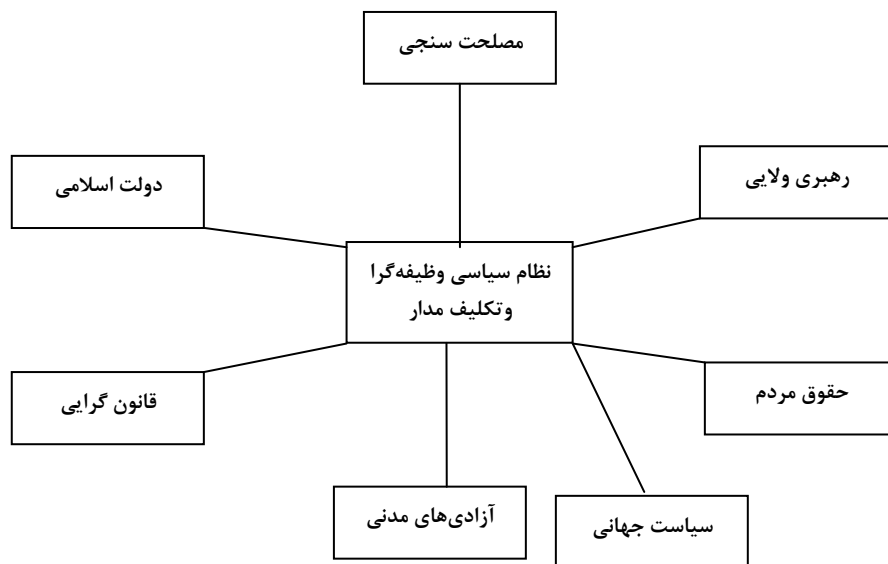 مصلحت سنجی
رهبری ولایی
دولت اسلامی
نظام سیاسی وظیفه‌گرا
وتکلیف مدار
حقوق مردم
قانون گرایی
آزادی‌های مدنی
سیاست جهانی